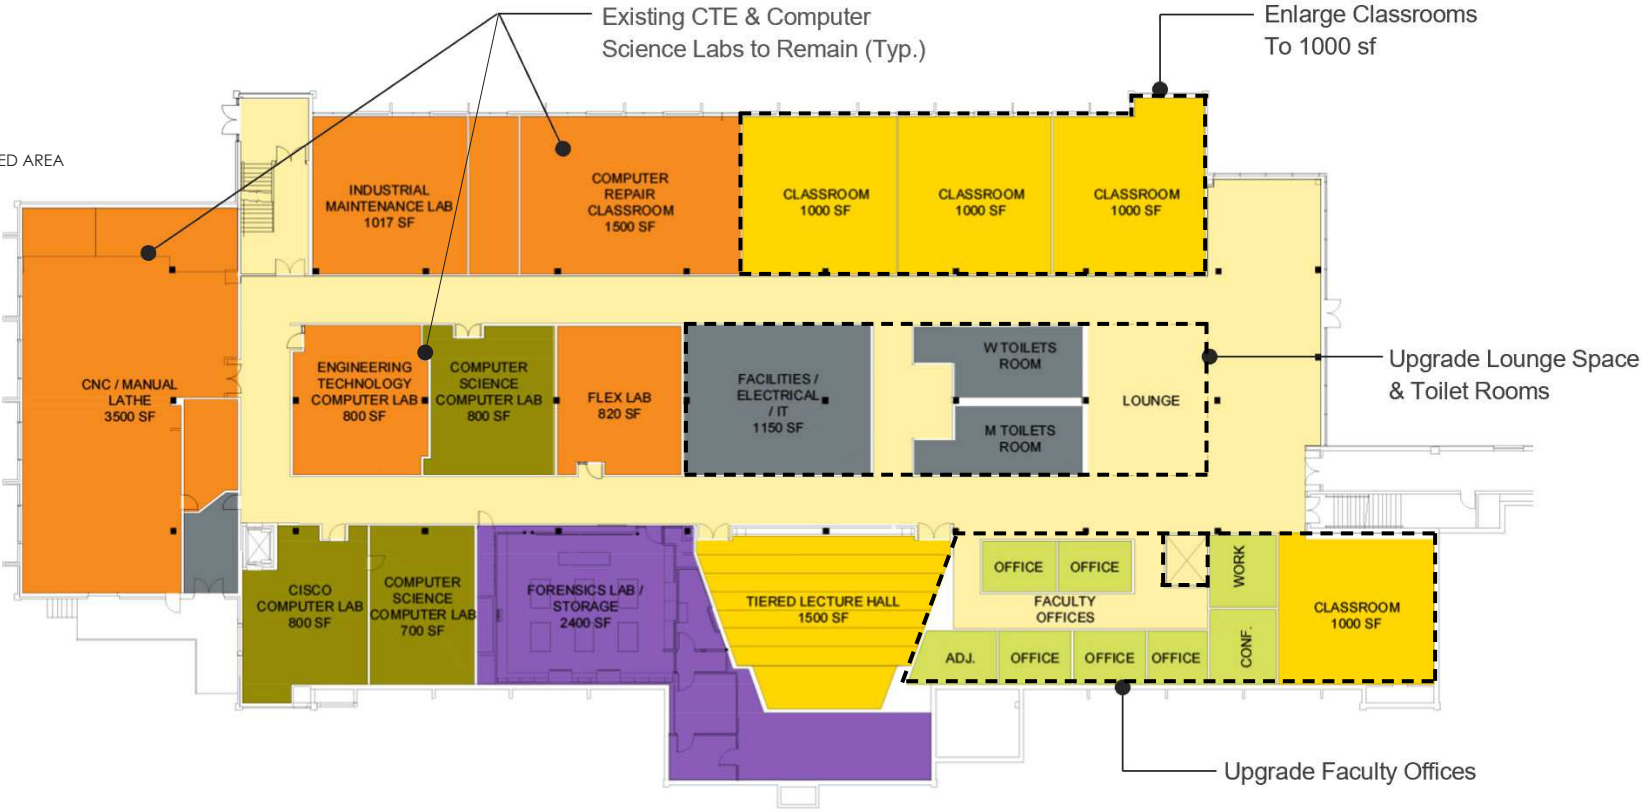 Existing CTE & Computer
Science Labs to Remain (Typ.)
Enlarge Classrooms
To 1000 sf
ED AREA
INDUSTRIAL
MAINTENANCE LAB
1017 SF
COMPUTER
REPAIR
CLASSROOM
1500 SF
CLASSROOM
1000 SF
CLASSROOM
1000 SF
CLASSROOM
1000 SF
CNC / MANUAL
LATHE
3500 SF
ENGINEERING
TECHNOLOGY
COMPUTER LAB
800 SF
COMPUTER
SCIENCE
COMPUTER LAB
800 SF
FLEX LAB
820 SF
FACILITIES /
ELECTRICAL
/ IT
1150 SF
W TOILETS
ROOM
M TOILETS
ROOM
LOUNGE
Upgrade Lounge Space
& Toilet Rooms
CISCO
COMPUTER LAB
800 SF
COMPUTER
SCIENCE
COMPUTER LAB
700 SF
FORENSICS LAB /
STORAGE
2400 SF
TIERED LECTURE HALL
1500 SF
OFFICE
OFFICE
FACULTY
OFFICES
ADJ.
OFFICE
OFFICE
OFFICE
WORK
CONF.
CLASSROOM
1000 SF
Upgrade Faculty Offices